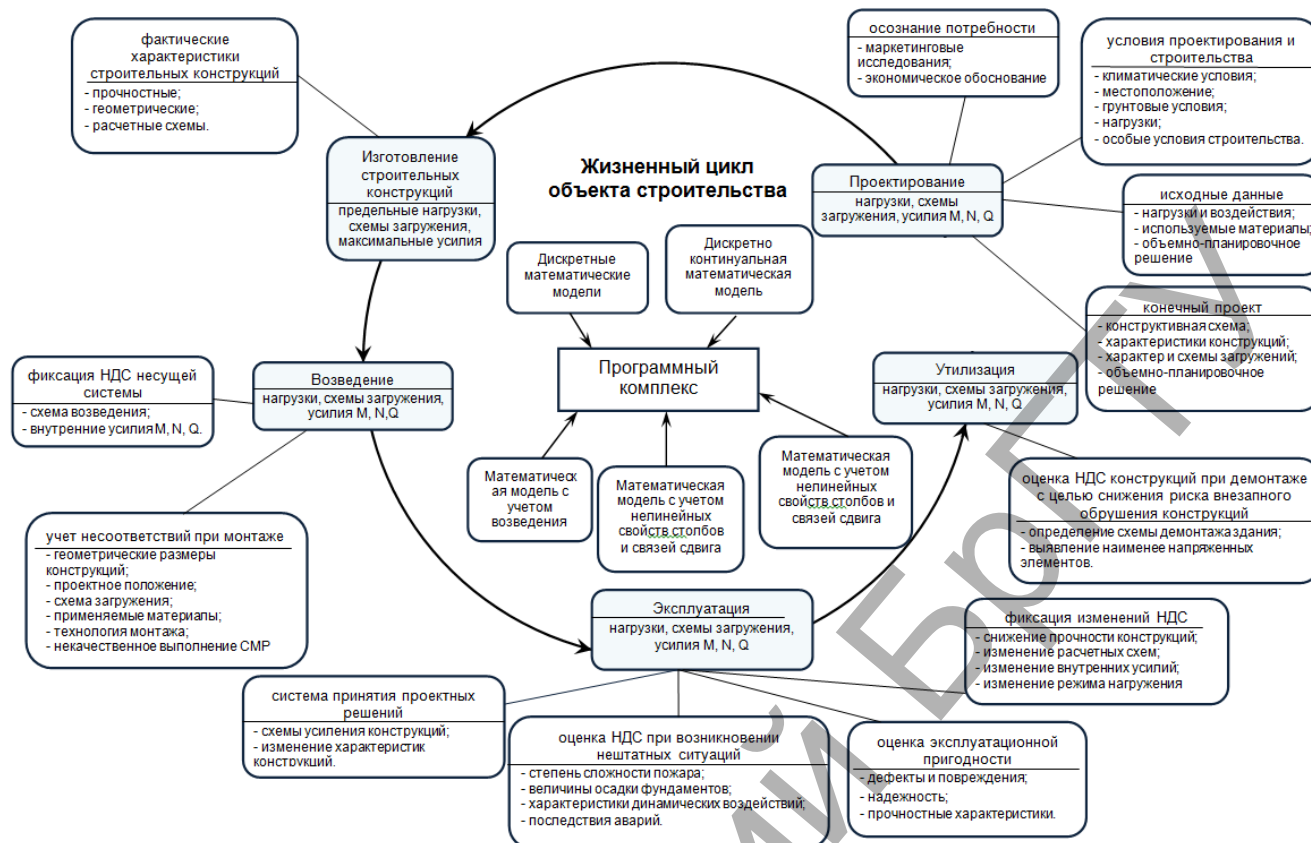 фактические
характеристики
строительных конструкций
- прочностные;
- геометрические;
- расчетные схемы.
осознание потребности
- маркетинговые
исследования;
- экономическое обоснование
условия проектирования и
строительства
- климатические условия;
- местоположение;
- грунтовые условия;
- нагрузки;
- особые условия строительства.
Изготовление
строительных
конструкций
предельные нагрузки,
схемы загружения,
максимальные усилия
Жизненный цикл
объекта строительства
Проектирование
нагрузки, схемы
загружения, усилия M, N, Q
исходные данные
- нагрузки и воздействия;
- используемые материалы;
- объемно-планировочное
решение
Дискретные
математические
модели
Дискретно
континуальная
математическая
модель
конечный проект
- конструктивная схема;
- характеристики конструкций;
- характер и схемы загружений;
- объемно-планировочное
решение
Программный
комплекс
фиксация НДС несущей
системы
- схема возведения;
- внутренние усилия M, N, Q.
Возведение
нагрузки, схемы загружения,
усилия M, N,Q
Утилизация
нагрузки, схемы загружения,
усилия M, N, Q
Математическ
ая модель с
учетом
возведения
Математическая
модель с учетом
нелинейных
свойств столбов
и связей сдвига
Математическая
модель с учетом
нелинейных
свойств столбов и
связей сдвига
оценка НДС конструкций при демонтаже
с целью снижения риска внезапного
обрушения конструкций
- определение схемы демонтажа здания;
- выявление наименее напряженных
элементов.
учет несоответствий при монтаже
- геометрические размеры
конструкций;
- проектное положение;
- схема загружения;
- применяемые материалы;
- технология монтажа;
- некачественное выполнение СМР
Эксплуатация
нагрузки, схемы загружения,
усилия M, N, Q
фиксация изменений НДС
- снижение прочности конструкций;
- изменение расчетных схем;
- изменение внутренних усилий;
- изменение режима нагружения
система принятия проектных
решений
- схемы усиления конструкций;
- изменение характеристик
конструкций.
оценка НДС при возникновении
нештатных ситуаций
- степень сложности пожара;
- величины осадки фундаментов;
- характеристики динамических воздействий;
- последствия аварий.
оценка эксплуатационной
пригодности
- дефекты и повреждения;
- надежность;
- прочностные характеристики.
ий БрГТУ